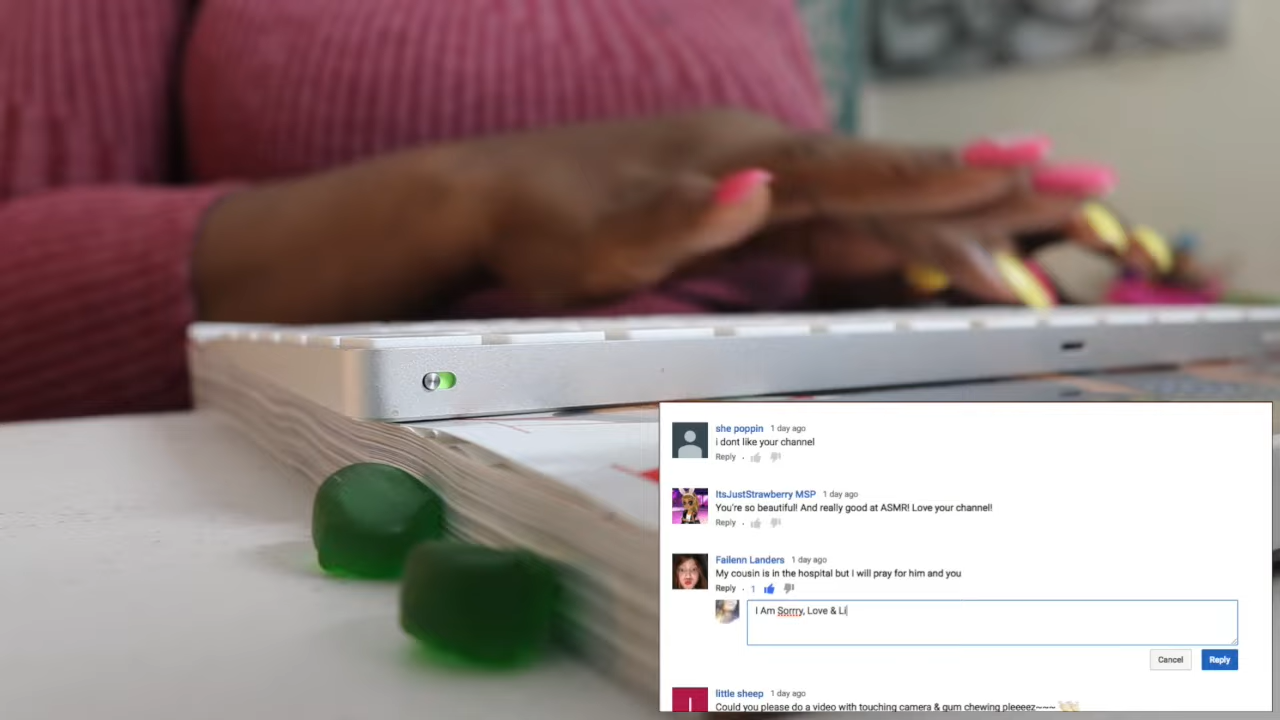 she poppin 1 day ago
i dont like your channel
Reply
ItsJustStrawberry MSP 1 day ago
You're so beautiful! And really good at ASMR! Love your channel!
Reply
Failenn Landers 1 day ago
My cousin is in the hospital but I will pray for him and you
Reply 1
I Am Sorrry, Love & Li
Cancel Reply
little sheep 1 day ago
Could you please do a video with touching camera & gum chewing pleeeez~~~